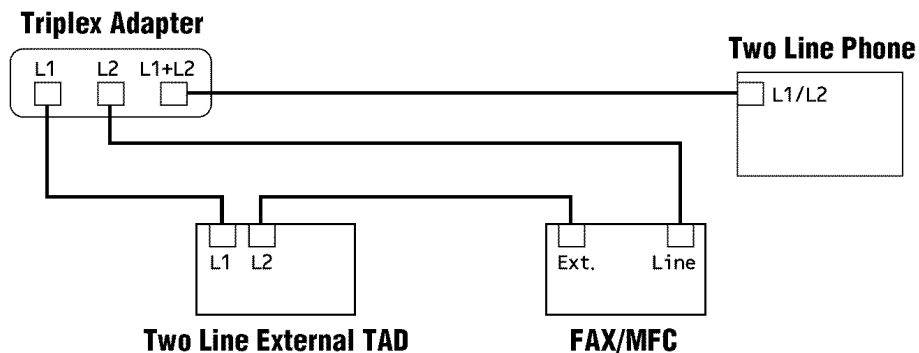 Triplex Adapter
L1 L2 L1+L2
Two Line Phone
L1/L2
L1 L2
Ext. Line
Two Line External TAD
FAX/MFC